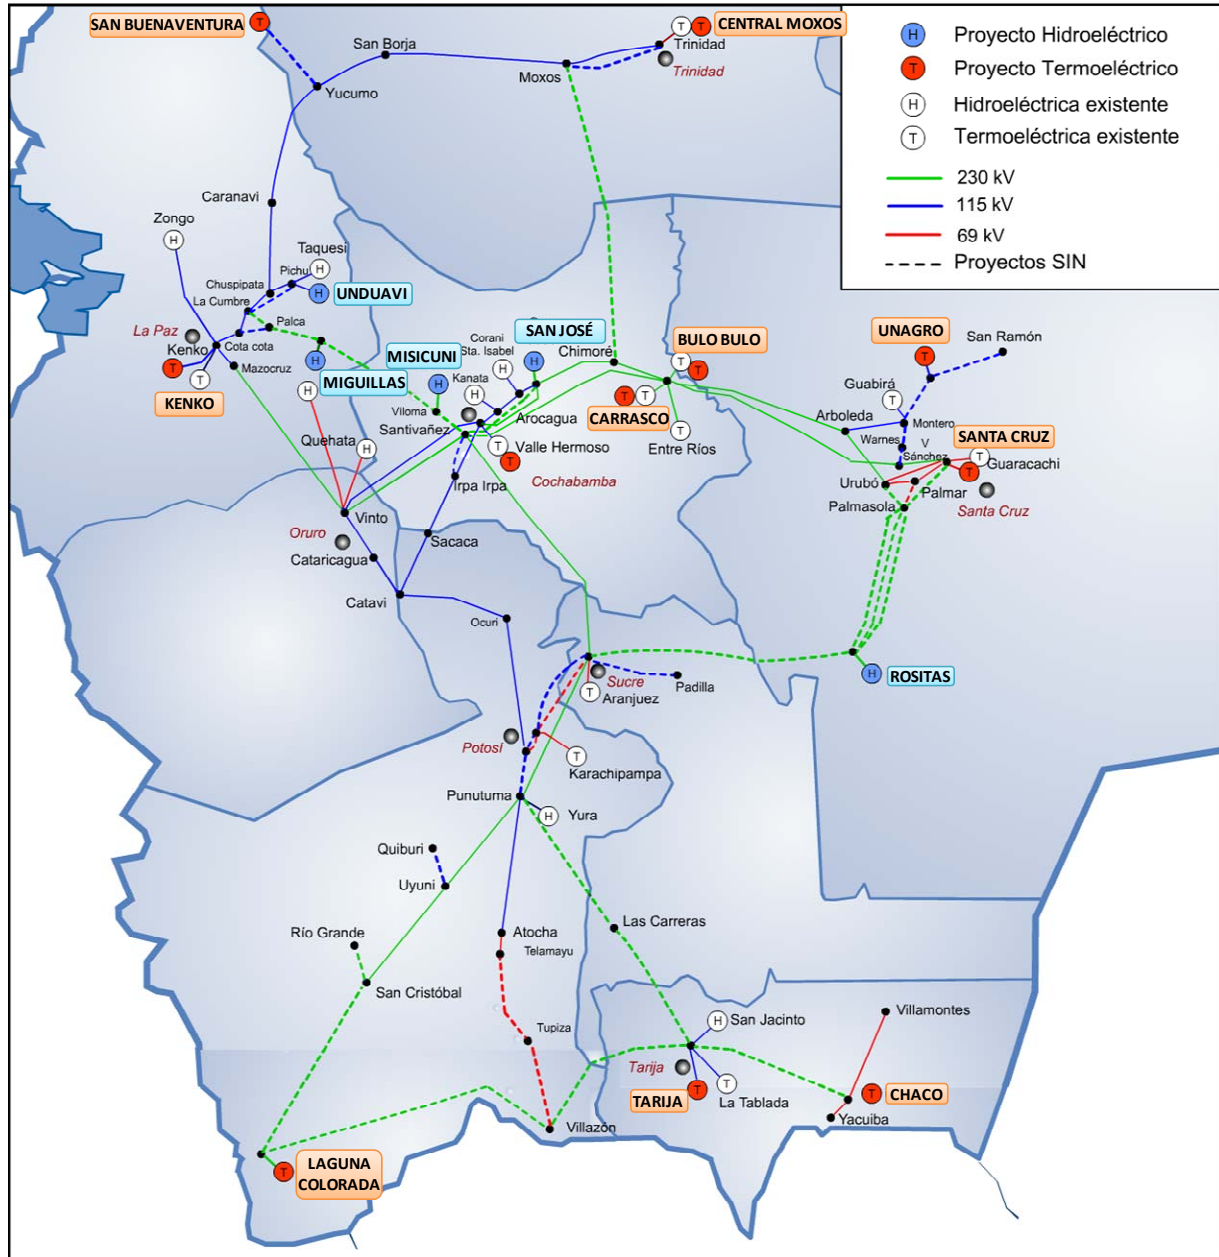 SAN BUENAVENTURA
T
San Borja
Yucumo
Moxos
T
T
CENTRAL MOXOS
Trinidad
Trinidad
H
Proyecto Hidroeléctrico
T
Proyecto Termoeléctrico
H
Hidroeléctrica existente
T
Termoeléctrica existente
230 kV
115 kV
69 kV
Proyectos SIN
Caranavi
Zongo
H
Taquesi
H
Pichu
Chuspipata
H
UNDUAVI
La Cumbre
Palca
La Paz
Kenko
Cota cota
T
T
Mazocruz
KENKO
H
MIGUILLAS
H
Quehata
H
MISICUNI
H
Viloma
Santivañez
SAN JOSÉ
H
Corani
Sta. Isabel
H
Kanata
H
Arocagua
T
Valle Hermoso
T
Cochabamba
Irpa Irpa
Chimoré
BULO BULO
T
T
T
T
CARRASCO
T
Entre Ríos
UNAGRO
T
San Ramón
Guabirá
H
Arboleda
Montero
Warnes
V
Sánchez
SANTA CRUZ
T
T
Guaracachi
Urubó
Palmar
Palmasola
Santa Cruz
Oruro
Vinto
Cataricagua
Sacaca
Catavi
Ocuri
Sucre
T
Aranjuez
Padilla
H
ROSITAS
Potosí
T
Karachipampa
Punutuma
H
Yura
Quiburi
Uyuni
Río Grande
San Cristóbal
Atocha
Telamayu
Las Carreras
Tupiza
H
San Jacinto
Villamontes
Tarija
TARIJA
T
T
La Tablada
T
CHACO
Yacuiba
Villazón
T
LAGUNA
COLORADA